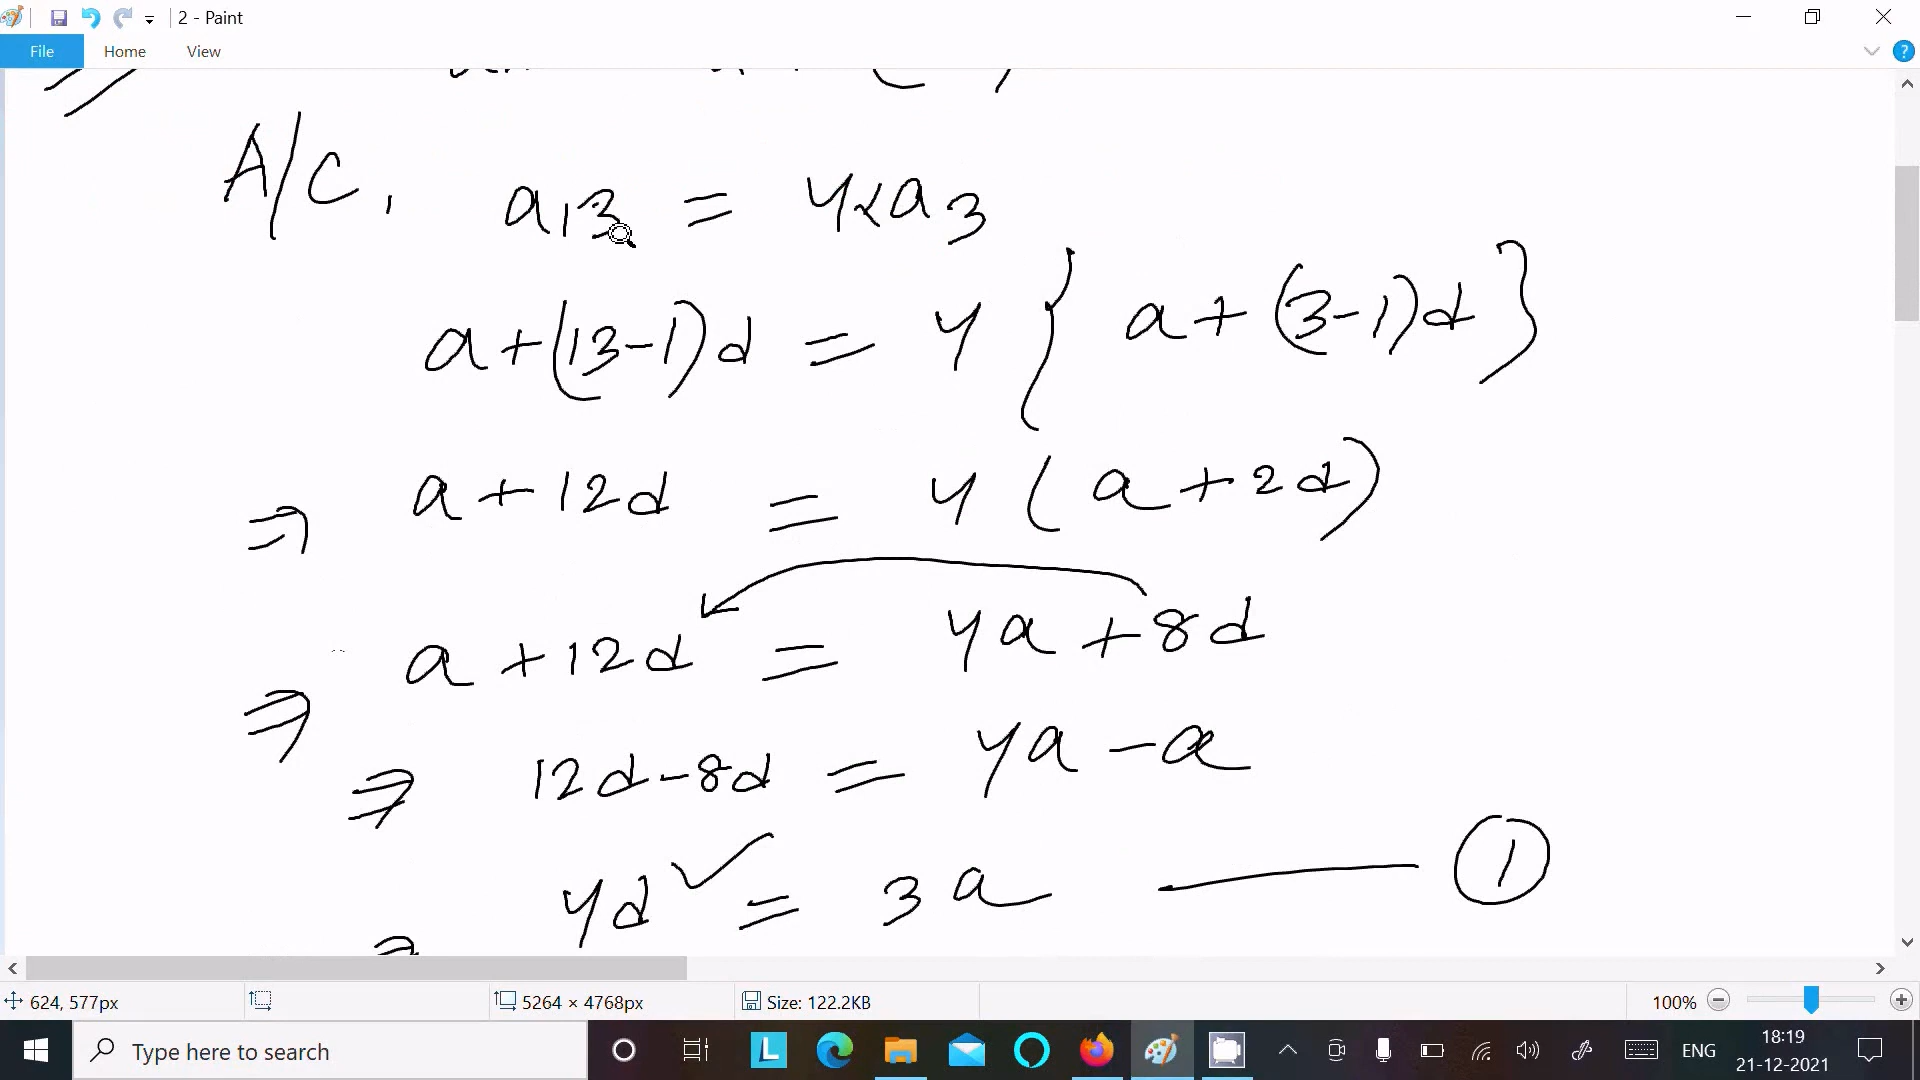 2 - Paint
File Home View
A/C, a13 = 4×a3
a+(13-1)d = 4 { a+(3-1)d }
⇒ a+12d = 4 ( a+2d )
⇒ a+12d = 4a+8d
⇒ 12d-8d = 4a-a
⇒ 4d = 3a ①
624, 577px 5264 × 4768px Size: 122.2KB 100%
Type here to search
ENG 18:19
21-12-2021